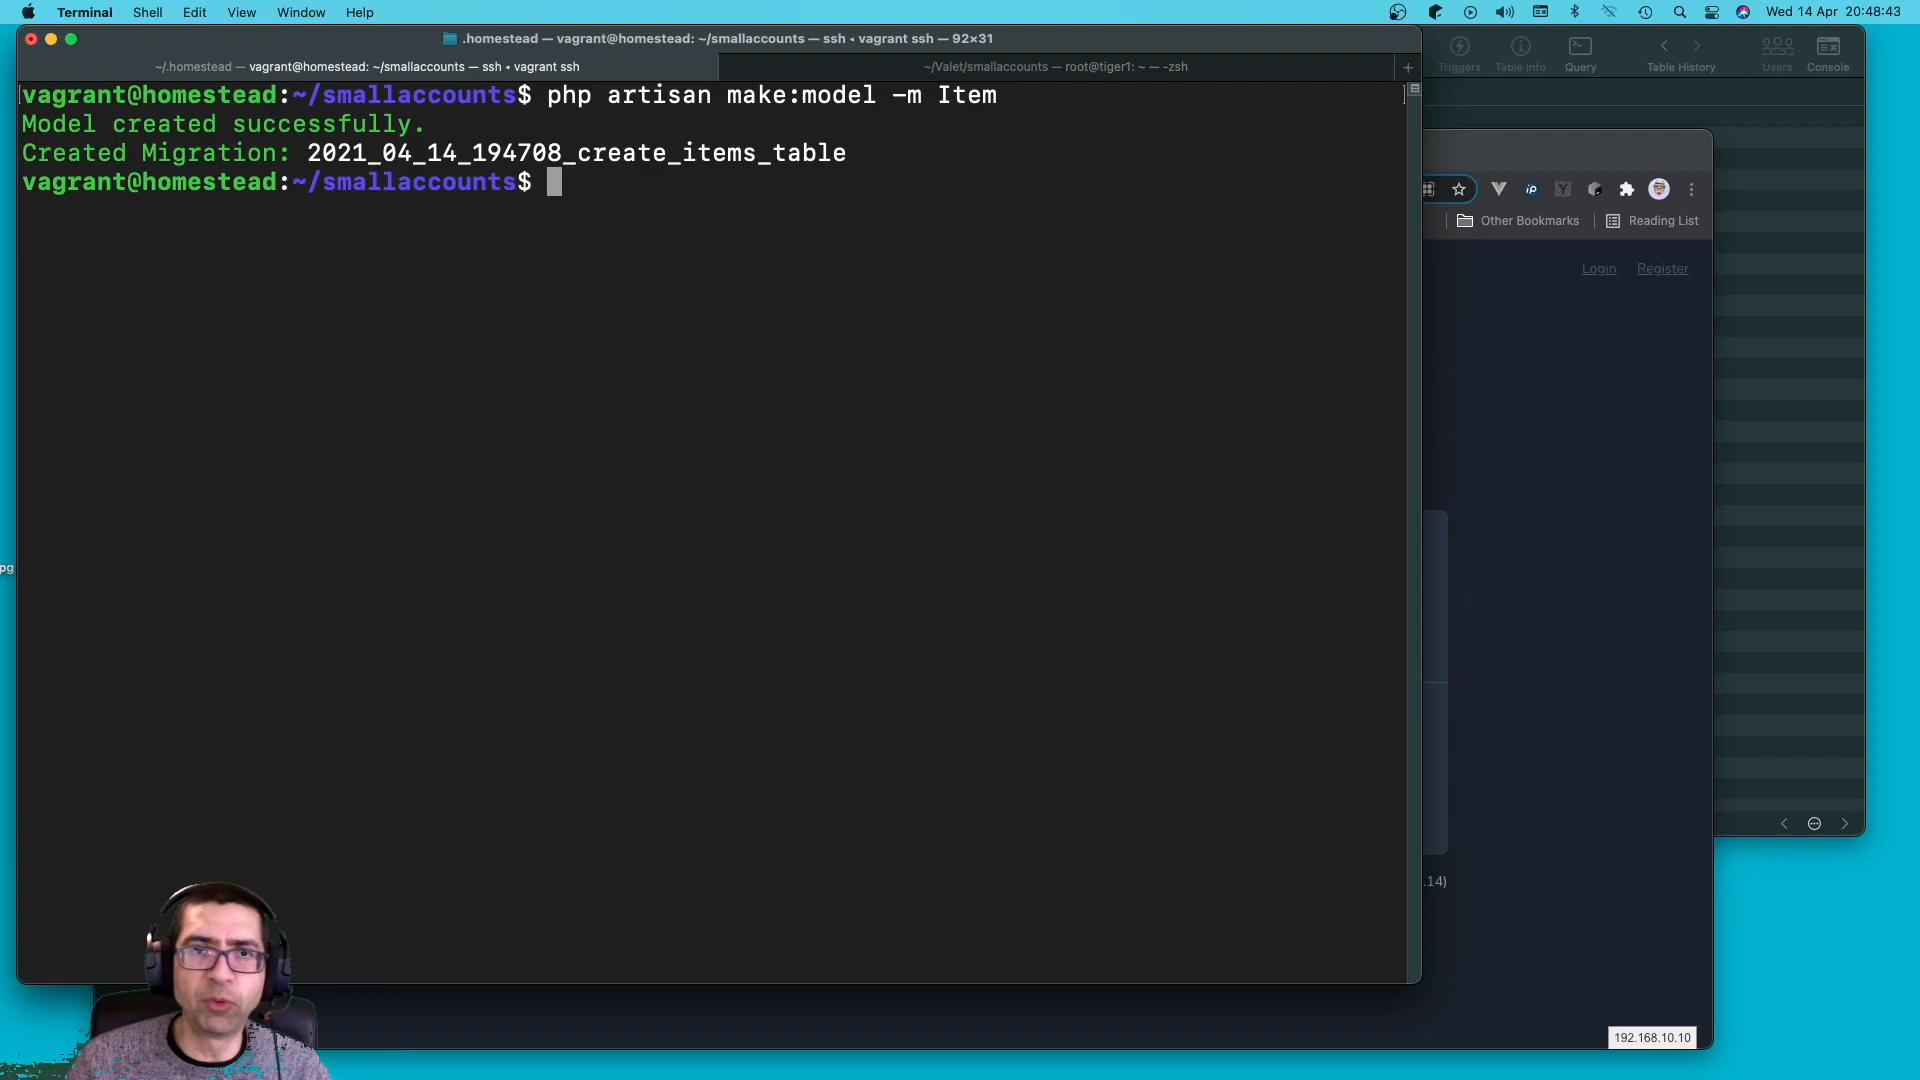 Terminal Shell Edit View Window Help Wed 14 Apr 20:48:43
.homestead — vagrant@homestead: ~/smallaccounts — ssh ◂ vagrant ssh — 92×31
~/.homestead — vagrant@homestead: ~/smallaccounts — ssh ◂ vagrant ssh
~/Valet/smallaccounts — root@tiger1: ~ — -zsh
Triggers Table Info Query Table History Users Console
vagrant@homestead:~/smallaccounts$ php artisan make:model -m Item
Model created successfully.
Created Migration: 2021_04_14_194708_create_items_table
vagrant@homestead:~/smallaccounts$
Other Bookmarks Reading List
Login Register
pg
.14)
192.168.10.10